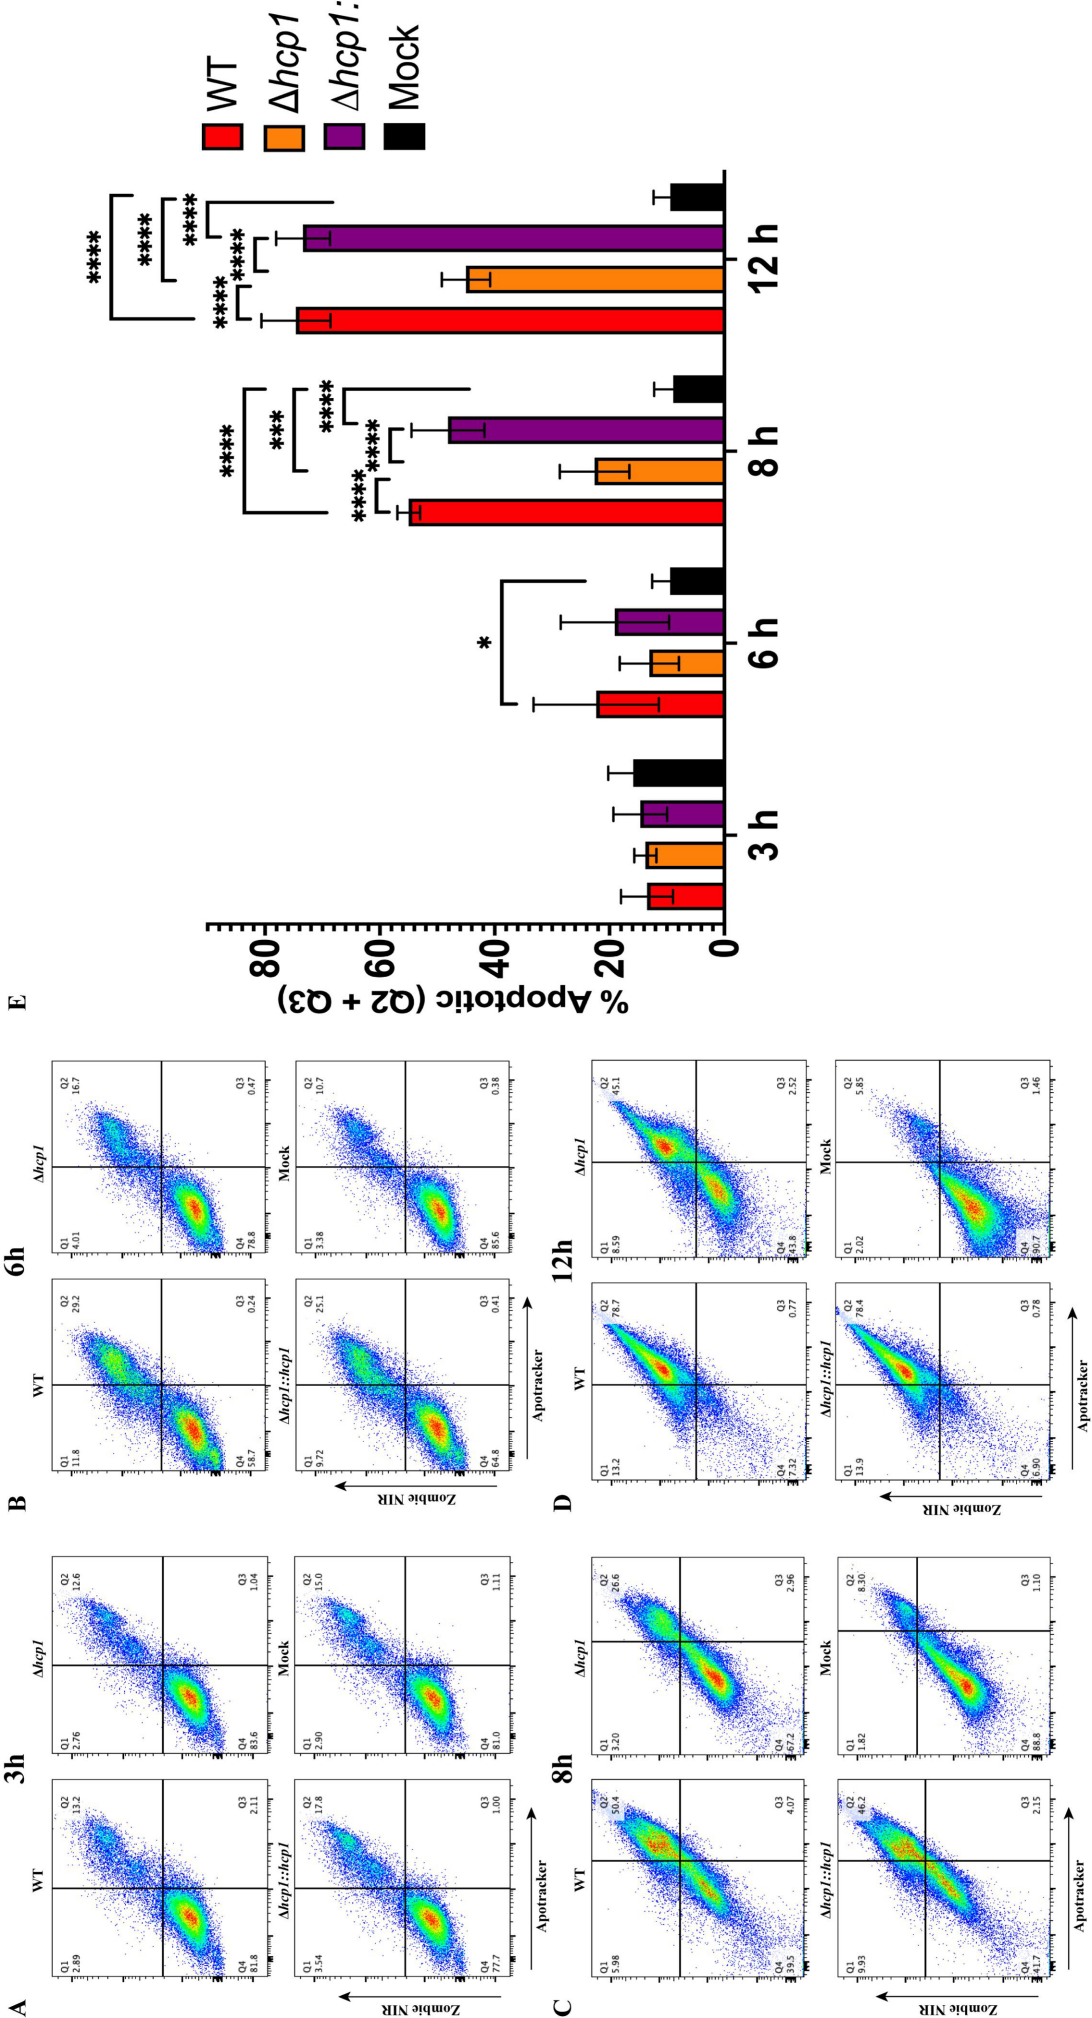 A
3h
WT
Q1
2.89
Q2
13.2
Q4
81.8
Q3
2.11
Δhcp1
Q1
2.76
Q2
12.6
Q4
83.6
Q3
1.04
Δhcp1::hcp1
Q1
3.54
Q2
17.8
Q4
77.7
Q3
1.00
Mock
Q1
2.90
Q2
15.0
Q4
81.0
Q3
1.11
Zombie NIR
Apotracker
B
6h
WT
Q1
11.8
Q2
29.2
Q4
58.7
Q3
0.24
Δhcp1
Q1
4.01
Q2
16.7
Q4
78.8
Q3
0.47
Δhcp1::hcp1
Q1
9.72
Q2
25.1
Q4
64.8
Q3
0.41
Mock
Q1
3.38
Q2
10.7
Q4
85.6
Q3
0.38
Zombie NIR
Apotracker
C
8h
WT
Q1
5.98
Q2
50.4
Q4
39.5
Q3
4.07
Δhcp1
Q1
3.20
Q2
26.6
Q4
67.2
Q3
2.96
Δhcp1::hcp1
Q1
9.93
Q2
46.2
Q4
41.7
Q3
2.15
Mock
Q1
1.82
Q2
8.30
Q4
88.8
Q3
1.10
Zombie NIR
Apotracker
D
12h
WT
Q1
13.2
Q2
78.7
Q4
7.32
Q3
0.77
Δhcp1
Q1
8.59
Q2
45.1
Q4
43.8
Q3
2.52
Δhcp1::hcp1
Q1
13.9
Q2
78.4
Q4
6.90
Q3
0.78
Mock
Q1
2.02
Q2
5.85
Q4
90.7
Q3
1.46
Zombie NIR
Apotracker
E
% Apoptotic (Q2 + Q3)
80
60
40
20
0
3 h
6 h
8 h
12 h
*
****
***
****
****
****
****
****
****
****
****
WT
Δhcp1
Δhcp1:
Mock